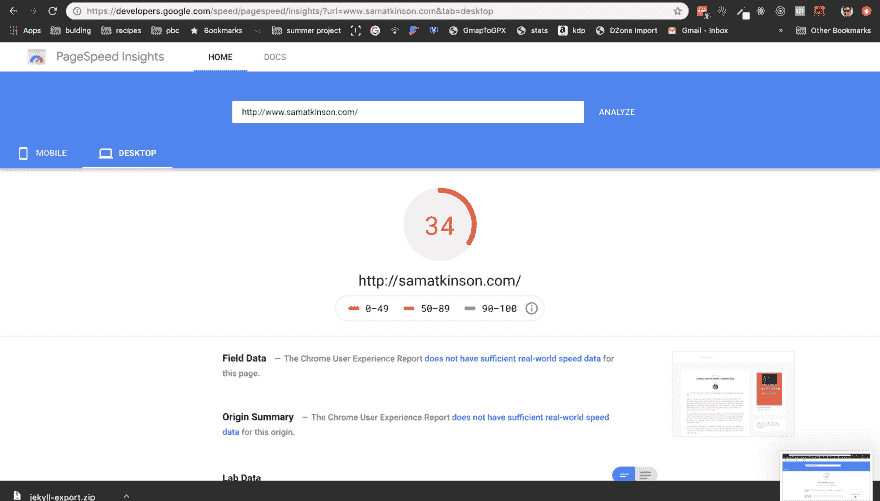 https://developers.google.com/speed/pagespeed/insights/?url=www.samatkinson.com&tab=desktop
Apps bulding recipes pbc Bookmarks summer project GmapToGPX stats kdp DZone Import Gmail - Inbox » Other Bookmarks
PageSpeed Insights HOME DOCS
http://www.samatkinson.com/ ANALYZE
MOBILE DESKTOP
34
http://samatkinson.com/
0–49 50–89 90–100
Field Data — The Chrome User Experience Report does not have sufficient real-world speed data for
this page.
Origin Summary — The Chrome User Experience Report does not have sufficient real-world speed
data for this origin.
Lab Data
jekyll-export.zip